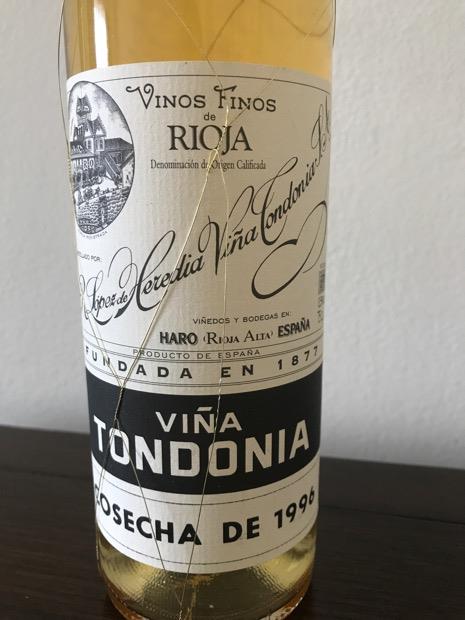 VINOS FINOS
de
RIOJA
Denominación de Origen Calificada
POR:
López de Heredia Viña Tondonia
VIÑEDOS Y BODEGAS EN:
HARO (RIOJA ALTA) ESPAÑA
PRODUCTO DE ESPAÑA
FUNDADA EN 1877
VIÑA
TONDONIA
COSECHA DE 1996